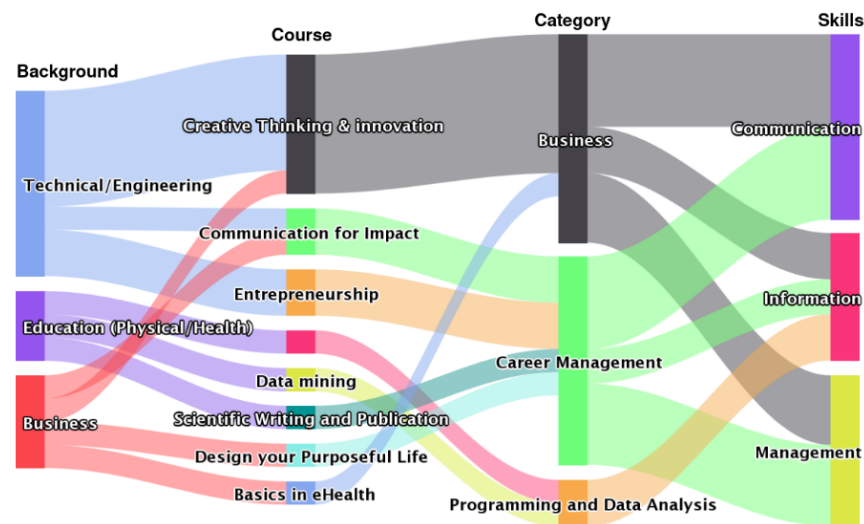 Background
Course
Category
Skills
Technical/Engineering
Education (Physical/Health)
Business
Creative Thinking & innovation
Communication for Impact
Entrepreneurship
Data mining
Scientific Writing and Publication
Design your Purposeful Life
Basics in eHealth
Business
Career Management
Programming and Data Analysis
Communication
Information
Management